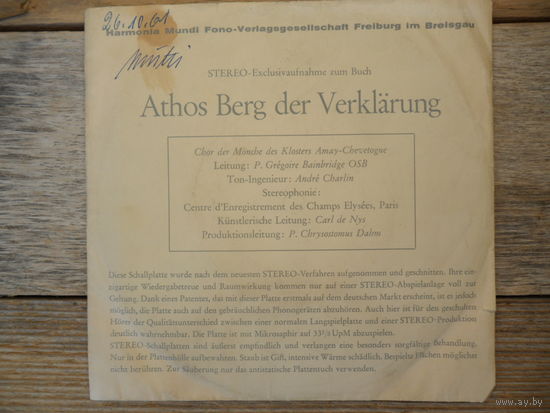 26.10.61
Harmonia Mundi Fono-Verlagsgesellschaft Freiburg im Breisgau
STEREO-Exclusivaufnahme zum Buch
Athos Berg der Verklärung
Chor der Mönche des Klosters Amay-Chevetogne
Leitung: P. Grégoire Bainbridge OSB
Ton-Ingenieur: André Charlin
Stereophonie:
Centre d'Enregistrement des Champs Elysées, Paris
Künstlerische Leitung: Carl de Nys
Produktionsleitung: P. Chrysostomus Dahm
Diese Schallplatte wurde nach dem neuesten STEREO-Verfahren aufgenommen und geschnitten. Ihre ein-
zigartige Wiedergabetreue und Raumwirkung kommen nur auf einer STEREO-Abspielanlage voll zur
Geltung. Dank eines Patentes, das mit dieser Platte erstmals auf dem deutschen Markt erscheint, ist es jedoch
möglich, die Platte auch auf den gebräuchlichen Phonogeräten abzuhören. Auch hier ist für den geschulten
Hörer der Qualitätsunterschied zwischen einer normalen Langspielplatte und einer STEREO-Produktion
deutlich wahrnehmbar. Die Platte ist mit Mikrosaphir auf 33¹/₃ UpM abzuspielen.
STEREO-Schallplatten sind äußerst empfindlich und verlangen eine besonders sorgfältige Behandlung.
Nur in der Plattenhülle aufbewahren. Staub ist Gift, intensive Wärme schädlich. Bespielte Flächen möglichst
nicht berühren. Zur Säuberung nur das antistatische Plattentuch verwenden.
www.ay.by